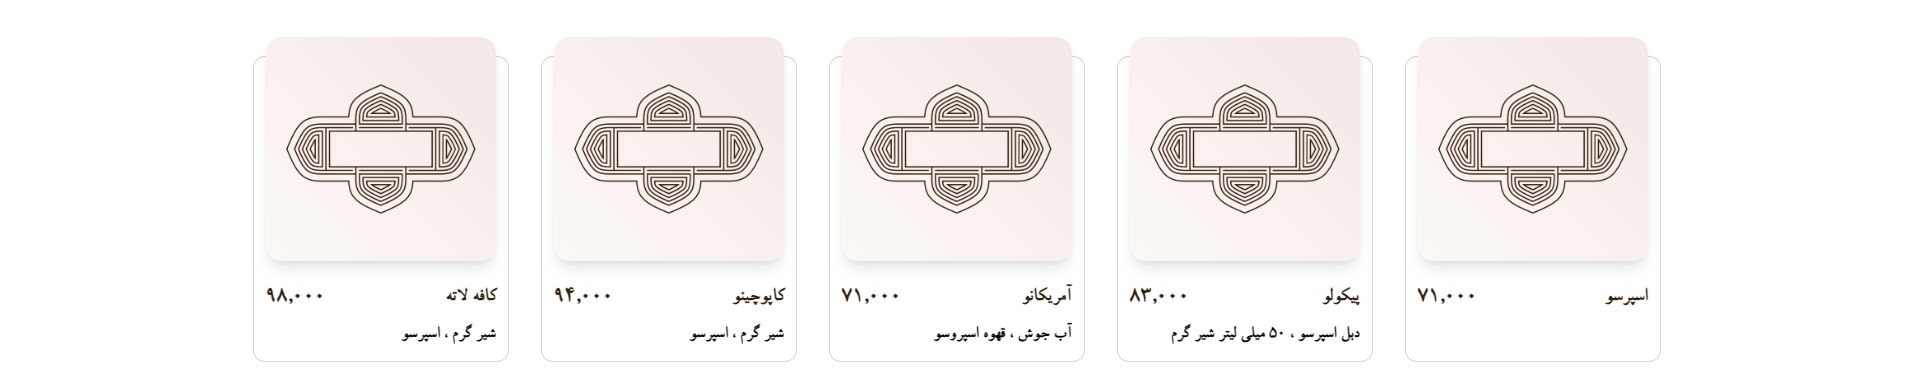 اسپرسو
۷۱,۰۰۰
پیکولو
۸۳,۰۰۰
دبل اسپرسو ، ۵۰ میلی لیتر شیر گرم
آمریکانو
۷۱,۰۰۰
آب جوش ، قهوه اسپروسو
کاپوچینو
۹۴,۰۰۰
شیر گرم ، اسپرسو
کافه لاته
۹۸,۰۰۰
شیر گرم ، اسپرسو